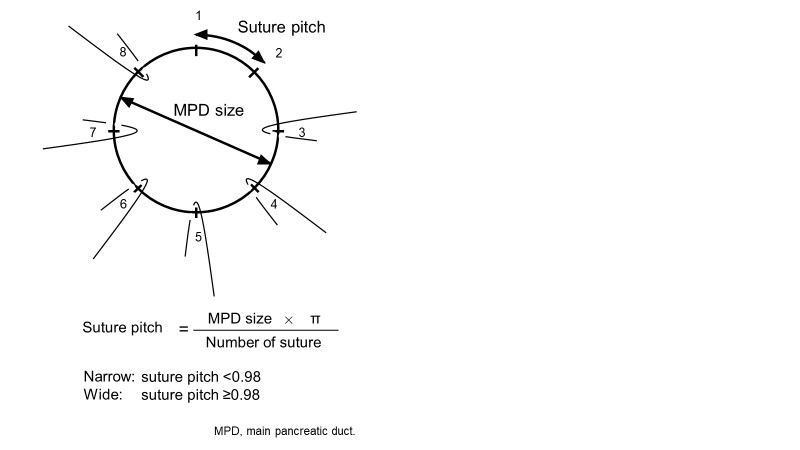 1
Suture pitch
2
8
MPD size
7
3
6
4
5
Suture pitch = MPD size × π
Number of suture
Narrow: suture pitch <0.98
Wide: suture pitch ≥0.98
MPD, main pancreatic duct.